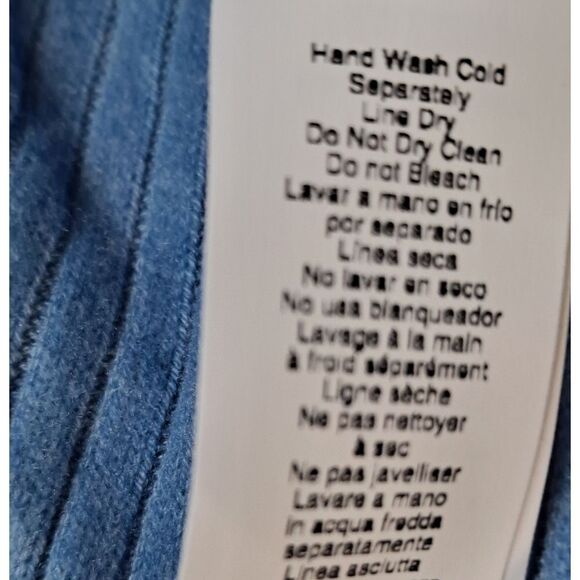 Hand Wash Cold
Separately
Line Dry
Do Not Dry Clean
Do not Bleach
Lavar a mano en frio
por separado
Linea seca
No lavar en seco
No usa blanqueador
Lavage à la main
à froid séparément
Ligne sèche
Ne pas nettoyer
à sec
Ne pas javelliser
Lavare a mano
in acqua fredda
separatamente
Linea asciutta